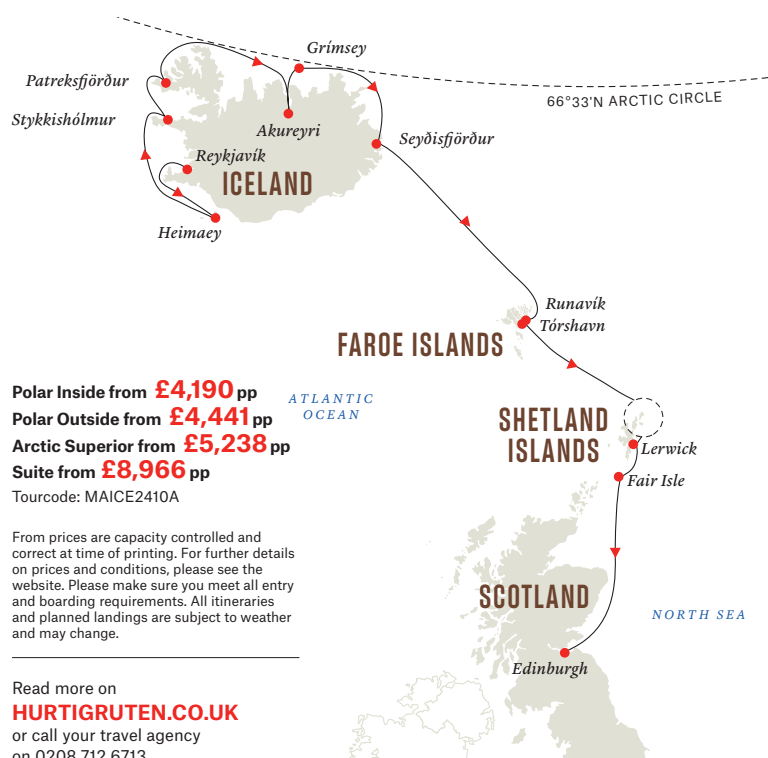 Grímsey
Patreksfjörður
66°33'N ARCTIC CIRCLE
Stykkishólmur
Akureyri
Seyðisfjörður
Reykjavík
ICELAND
Heimaey
Runavík
Tórshavn
FAROE ISLANDS
Polar Inside from £4,190 pp
Polar Outside from £4,441 pp
Arctic Superior from £5,238 pp
Suite from £8,966 pp
Tourcode: MAICE2410A
ATLANTIC
OCEAN
SHETLAND
ISLANDS
Lerwick
Fair Isle
From prices are capacity controlled and
correct at time of printing. For further details
on prices and conditions, please see the
website. Please make sure you meet all entry
and boarding requirements. All itineraries
and planned landings are subject to weather
and may change.
SCOTLAND
NORTH SEA
Edinburgh
Read more on
HURTIGRUTEN.CO.UK
or call your travel agency
on 0208 712 6713